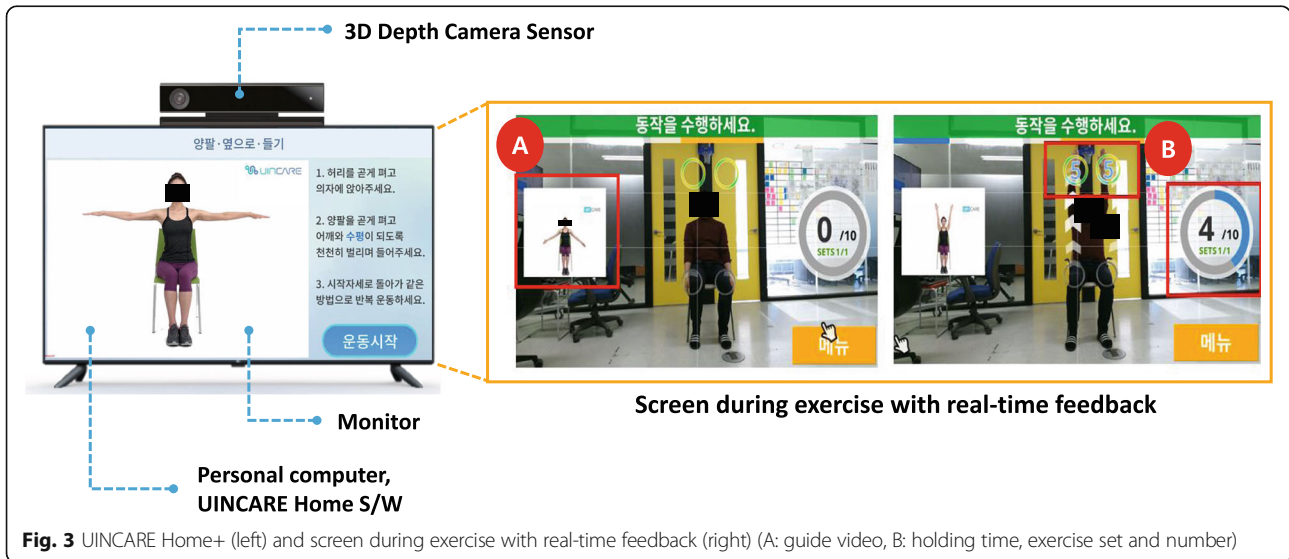 3D Depth Camera Sensor
양팔·옆으로·들기
UINCARE
1. 허리를 곧게 펴고
의자에 앉아주세요.
2. 양팔을 곧게 펴고
어깨와 수평이 되도록
천천히 벌리며 들어주세요.
3. 시작자세로 돌아가 같은
방법으로 반복 운동하세요.
운동시작
Monitor
Personal computer,
UINCARE Home S/W
동작을 수행하세요.
A
0 /10
SETS 1/1
메뉴
동작을 수행하세요.
B
5 5
4 /10
SETS 1/1
메뉴
Screen during exercise with real-time feedback
Fig. 3 UINCARE Home+ (left) and screen during exercise with real-time feedback (right) (A: guide video, B: holding time, exercise set and number)